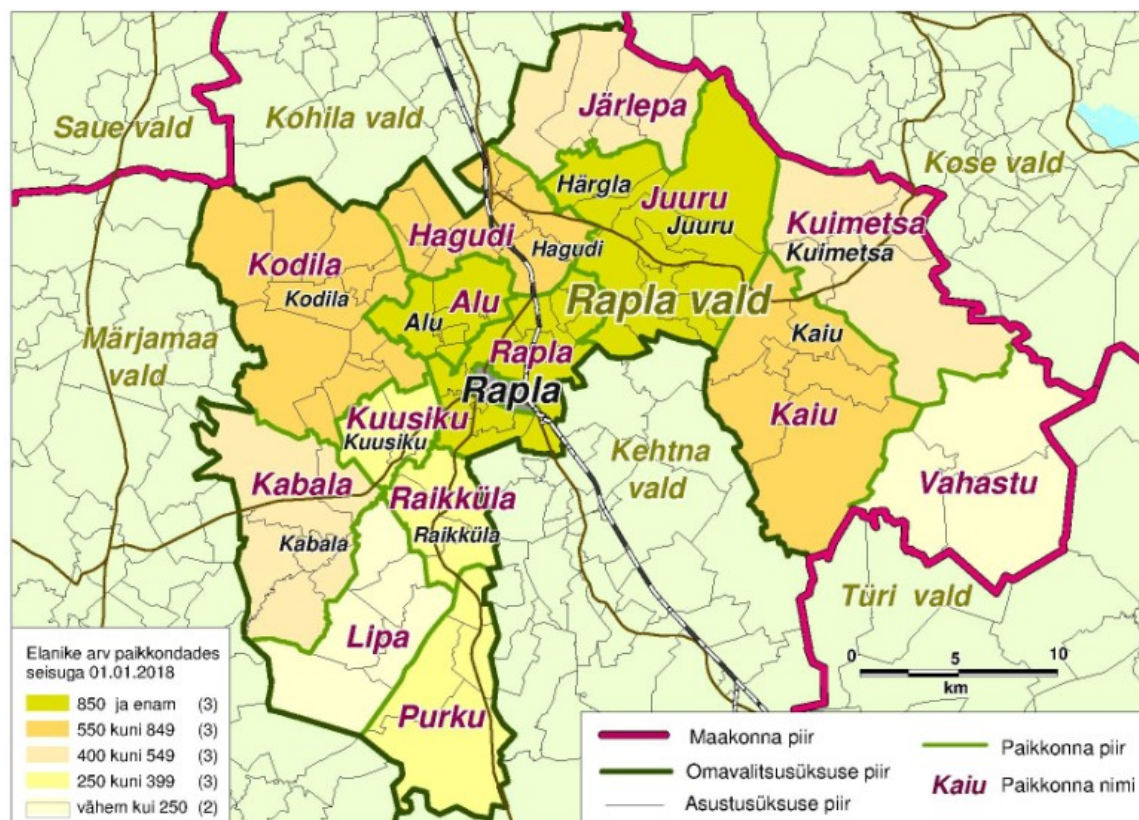 Järlepa
Saue vald
Kohila vald
Kose vald
Härgla
Juuru
Juuru
Kuimetsa
Kuimetsa
Hagudi
Hagudi
Kodila
Kodila
Rapla vald
Alu
Alu
Märjamaa
vald
Kaiu
Rapla
Rapla
Kuusiku
Kuusiku
Kaiu
Kehtna
vald
Kabala
Kabala
Raikküla
Raikküla
Vahastu
Türi vald
Lipa
Purku
0 5 10
km
Elanike arv paikkondades
seisuga 01.01.2018
850 ja enam (3)
550 kuni 849 (3)
400 kuni 549 (3)
250 kuni 399 (3)
vähem kui 250 (2)
Maakonna piir
Omavalitsusüksuse piir
Asustusüksuse piir
Paikkonna piir
Kaiu Paikkonna nimi